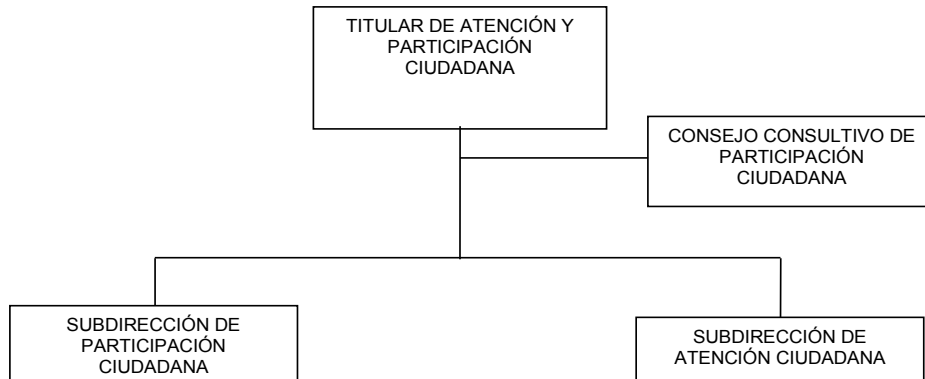 TITULAR DE ATENCIÓN Y
PARTICIPACIÓN
CIUDADANA
CONSEJO CONSULTIVO DE
PARTICIPACIÓN
CIUDADANA
SUBDIRECCIÓN DE
PARTICIPACIÓN
CIUDADANA
SUBDIRECCIÓN DE
ATENCIÓN CIUDADANA